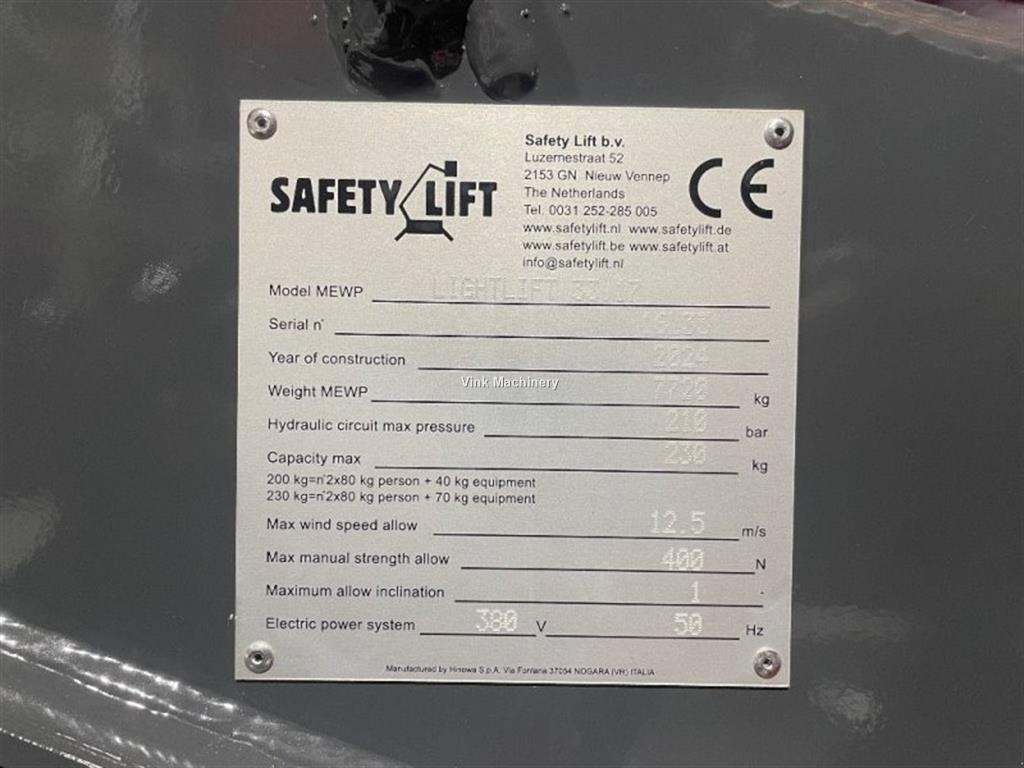 SAFETY LIFT
Safety Lift b.v.
Luzernestraat 52
2153 GN Nieuw Vennep
The Netherlands
Tel. 0031 252-285 005
www.safetylift.nl www.safetylift.de
www.safetylift.be www.safetylift.at
info@safetylift.nl
CE
Model MEWP LIGHTLIFT 33.17
Serial n°
Year of construction 2024
Weight MEWP 7720 kg
Vink Machinery
Hydraulic circuit max pressure 210 bar
Capacity max 230 kg
200 kg=n°2x80 kg person + 40 kg equipment
230 kg=n°2x80 kg person + 70 kg equipment
Max wind speed allow 12.5 m/s
Max manual strength allow 400 N
Maximum allow inclination 1 °
Electric power system 380 V 50 Hz
Manufactured by Hinowa S.p.A. Via Fontana 37054 NOGARA (VR) ITALIA